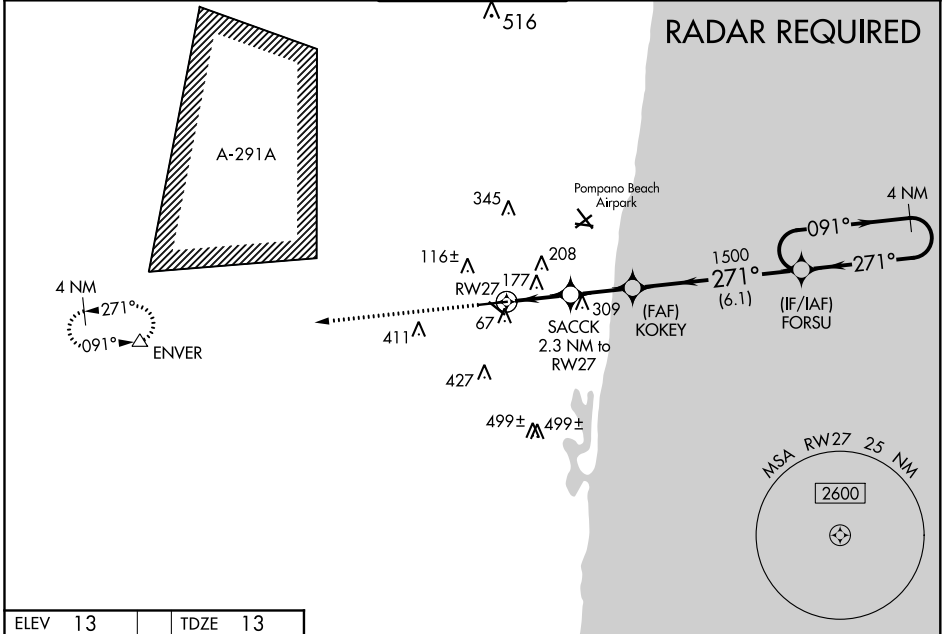 516
RADAR REQUIRED
A-291A
Pompano Beach
Airpark
345
4 NM
091°
116±
208
1500
271°
177
271°
(6.1)
RW27
4 NM
271°
309
(FAF)
KOKEY
(IF/IAF)
FORSU
67
SACCK
2.3 NM to
RW27
411
091°
ENVER
427
499±
499±
MSA RW27 25 NM
2600
ELEV 13
TDZE 13